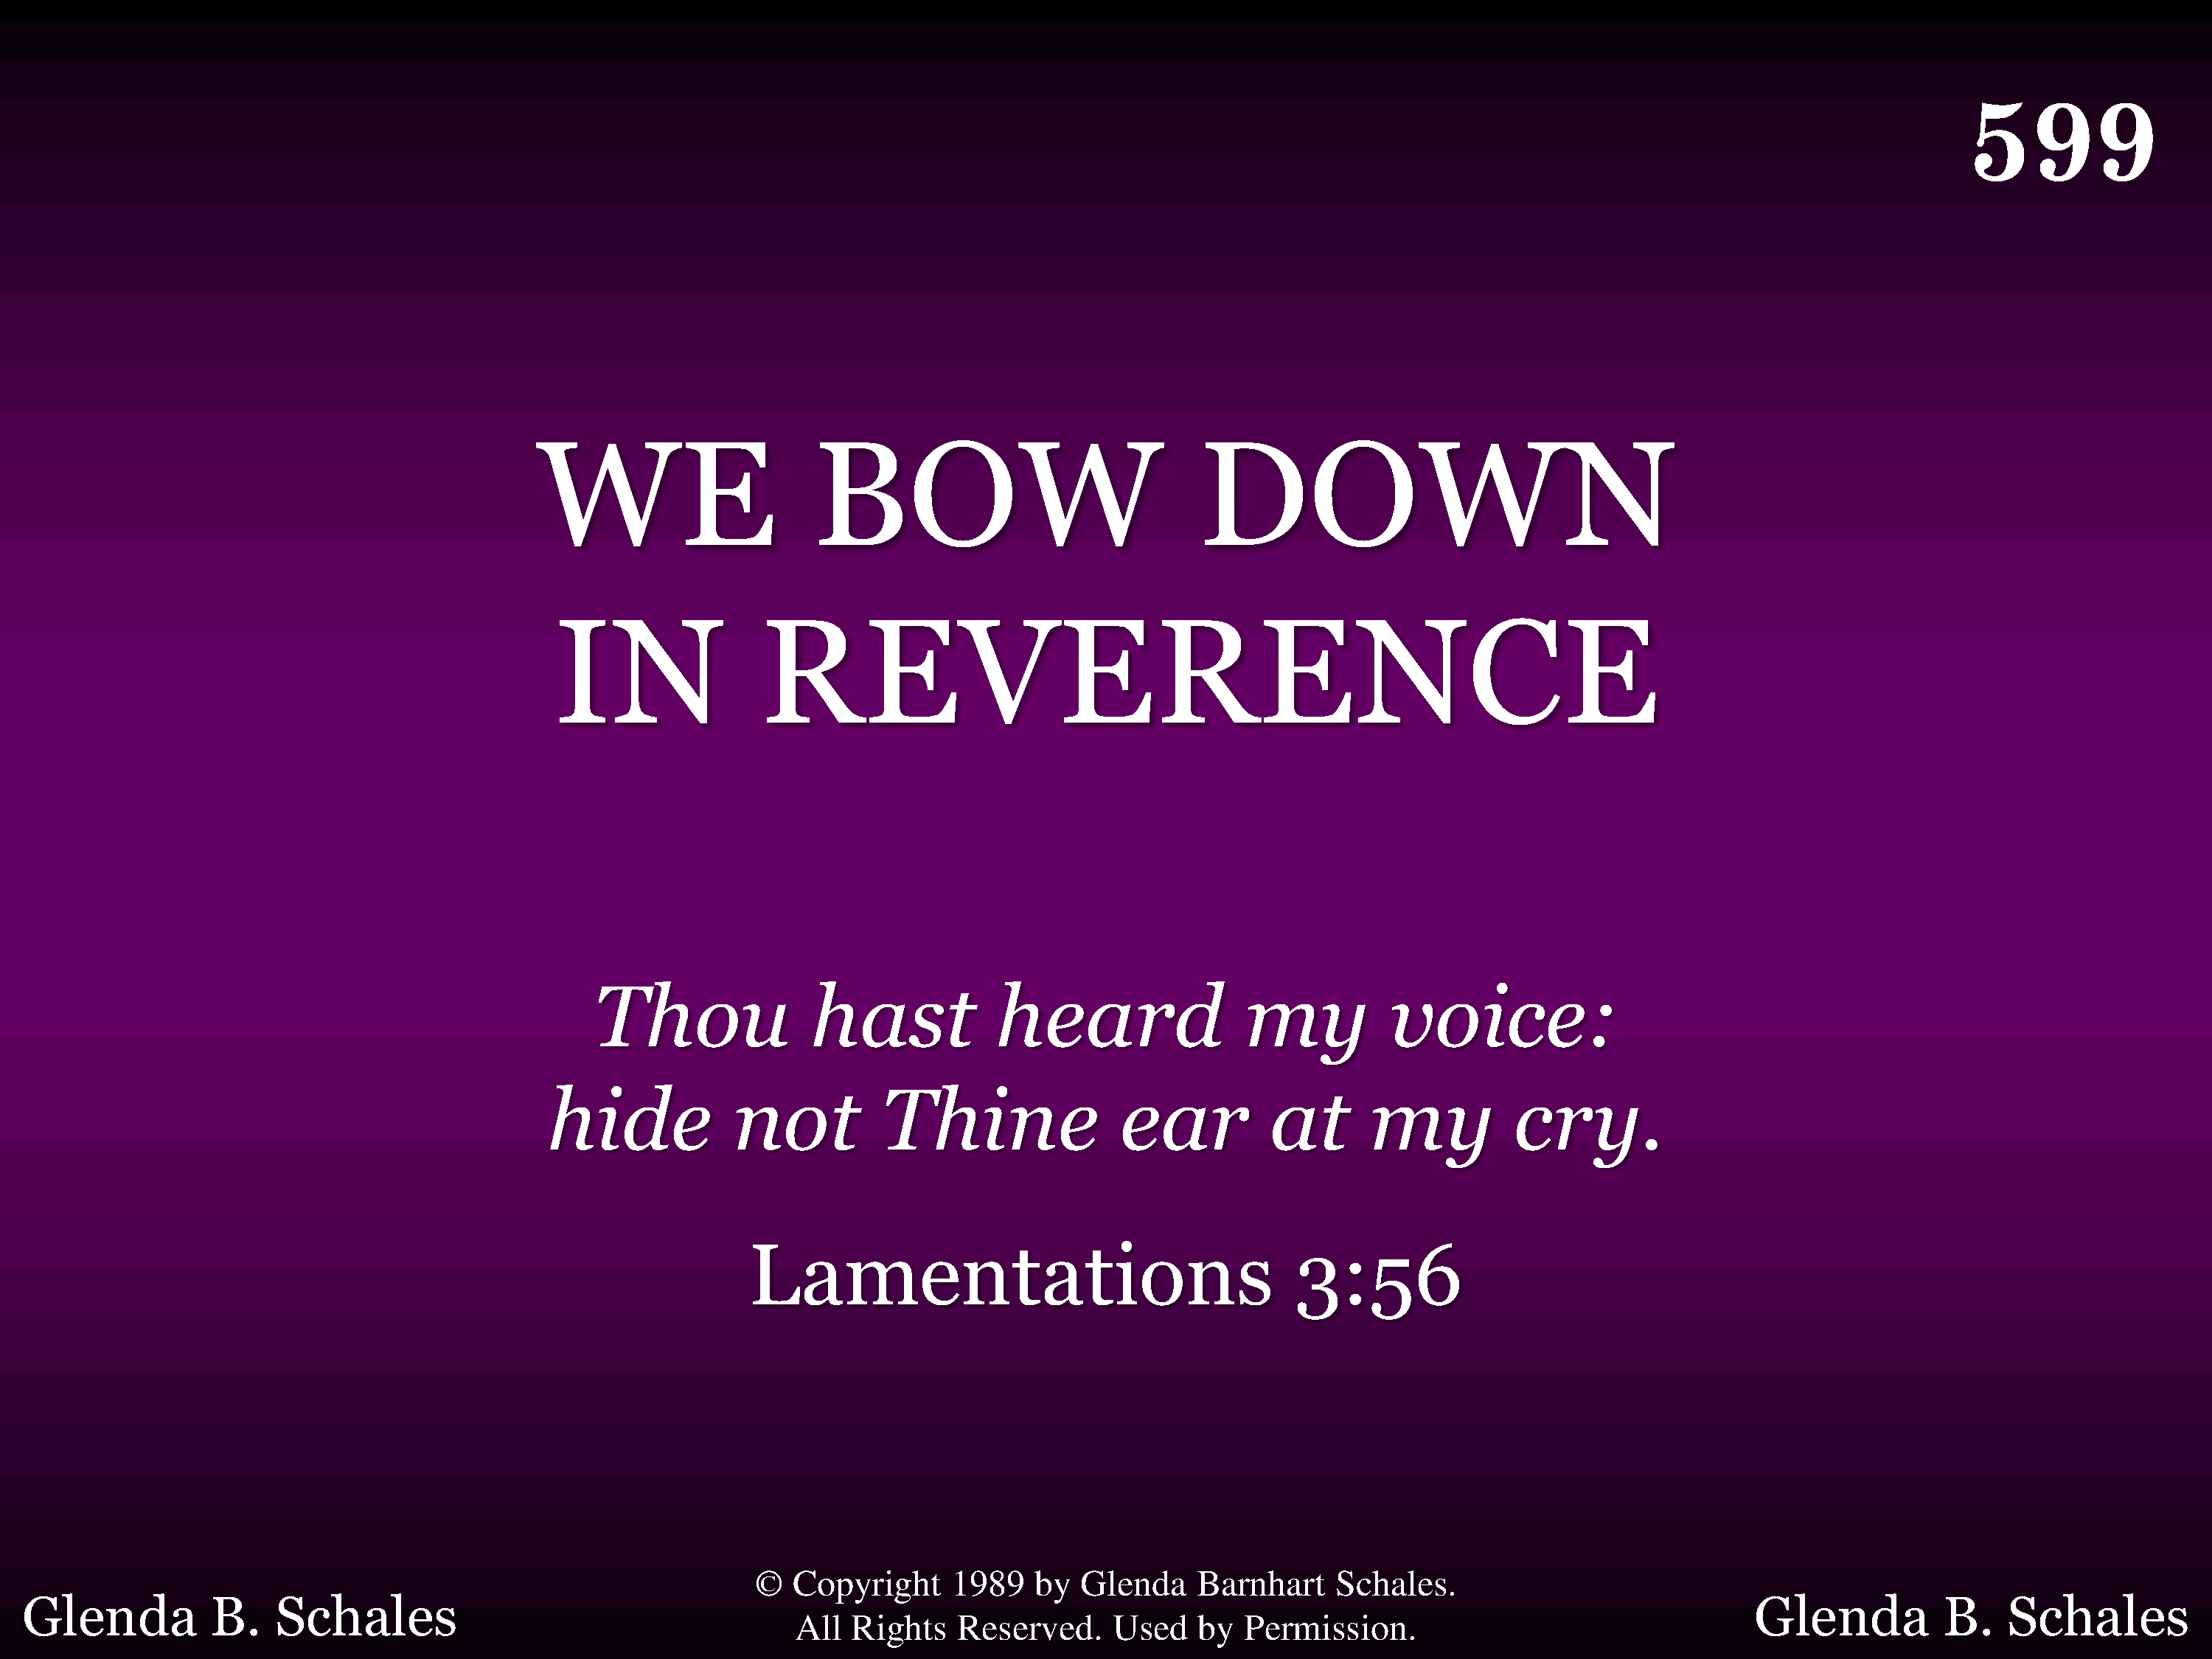 599
WE BOW DOWN
IN REVERENCE
Thou hast heard my voice:
hide not Thine ear at my cry.
Lamentations 3:56
Glenda B. Schales
© Copyright 1989 by Glenda Barnhart Schales.
All Rights Reserved. Used by Permission.
Glenda B. Schales